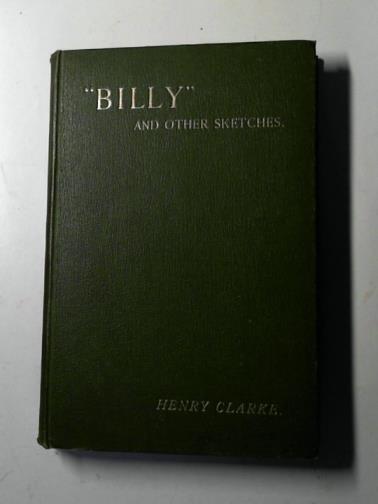 "BILLY"
AND OTHER SKETCHES.
HENRY CLARKE.